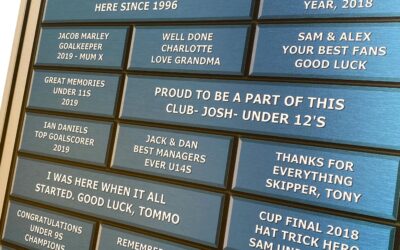 HERE SINCE 1996
YEAR, 2018
JACOB MARLEY
GOALKEEPER
2019 - MUM X
WELL DONE
CHARLOTTE
LOVE GRANDMA
SAM & ALEX
YOUR BEST FANS
GOOD LUCK
GREAT MEMORIES
UNDER 11S
2019
PROUD TO BE A PART OF THIS
CLUB- JOSH- UNDER 12'S
IAN DANIELS
TOP GOALSCORER
2019
JACK & DAN
BEST MANAGERS
EVER U14S
THANKS FOR
EVERYTHING
SKIPPER, TONY
I WAS HERE WHEN IT ALL
STARTED. GOOD LUCK, TOMMO
CUP FINAL 2018
HAT TRICK HERO
SAM UNDER
CONGRATULATIONS
UNDER 9S
CHAMPIONS
REMEMBER